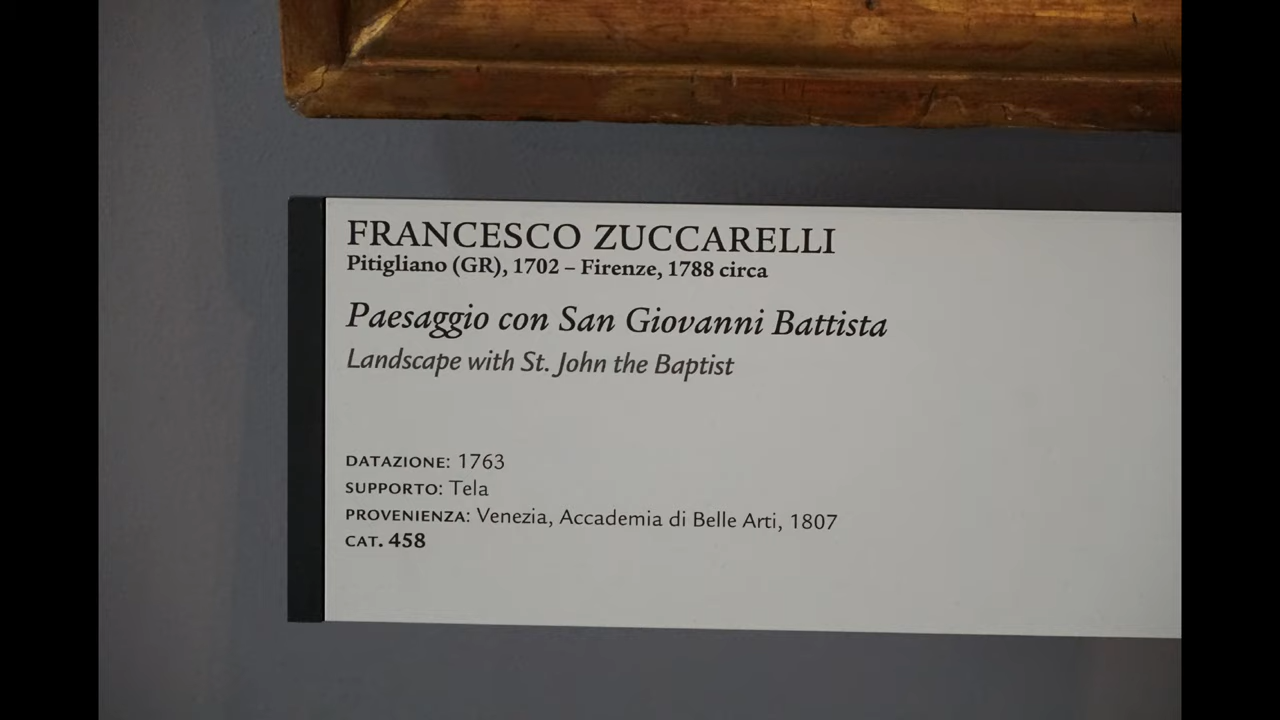 FRANCESCO ZUCCARELLI
Pitigliano (GR), 1702 – Firenze, 1788 circa
Paesaggio con San Giovanni Battista
Landscape with St. John the Baptist
DATAZIONE: 1763
SUPPORTO: Tela
PROVENIENZA: Venezia, Accademia di Belle Arti, 1807
CAT. 458